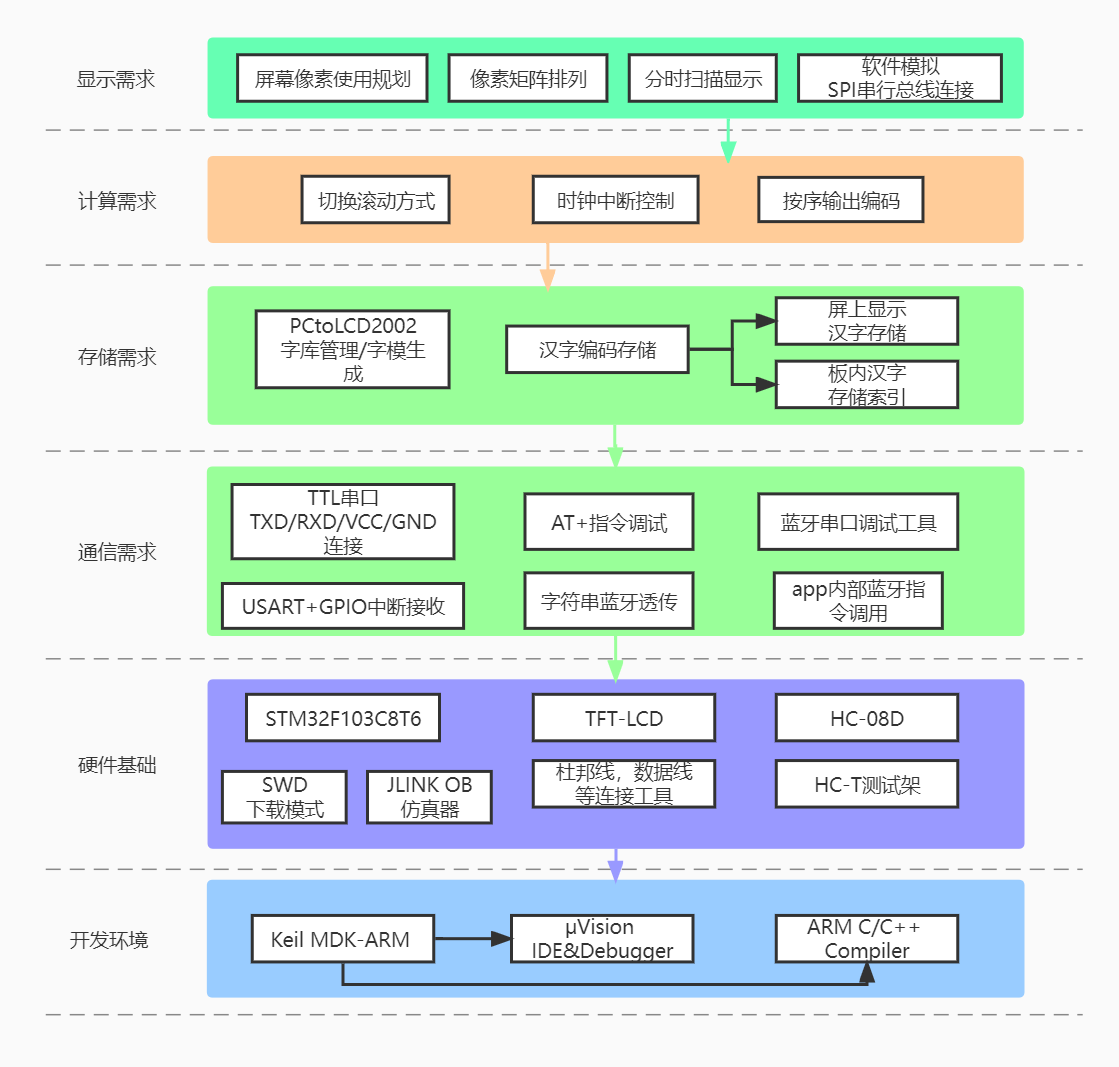 显示需求
屏幕像素使用规划
像素矩阵排列
分时扫描显示
软件模拟
SPI串行总线连接
计算需求
切换滚动方式
时钟中断控制
按序输出编码
存储需求
PCtoLCD2002
字库管理/字模生
成
汉字编码存储
屏上显示
汉字存储
板内汉字
存储索引
通信需求
TTL串口
TXD/RXD/VCC/GND
连接
AT+指令调试
蓝牙串口调试工具
USART+GPIO中断接收
字符串蓝牙透传
app内部蓝牙指
令调用
硬件基础
STM32F103C8T6
TFT-LCD
HC-08D
SWD
下载模式
JLINK OB
仿真器
杜邦线，数据线
等连接工具
HC-T测试架
开发环境
Keil MDK-ARM
μVision
IDE&Debugger
ARM C/C++
Compiler